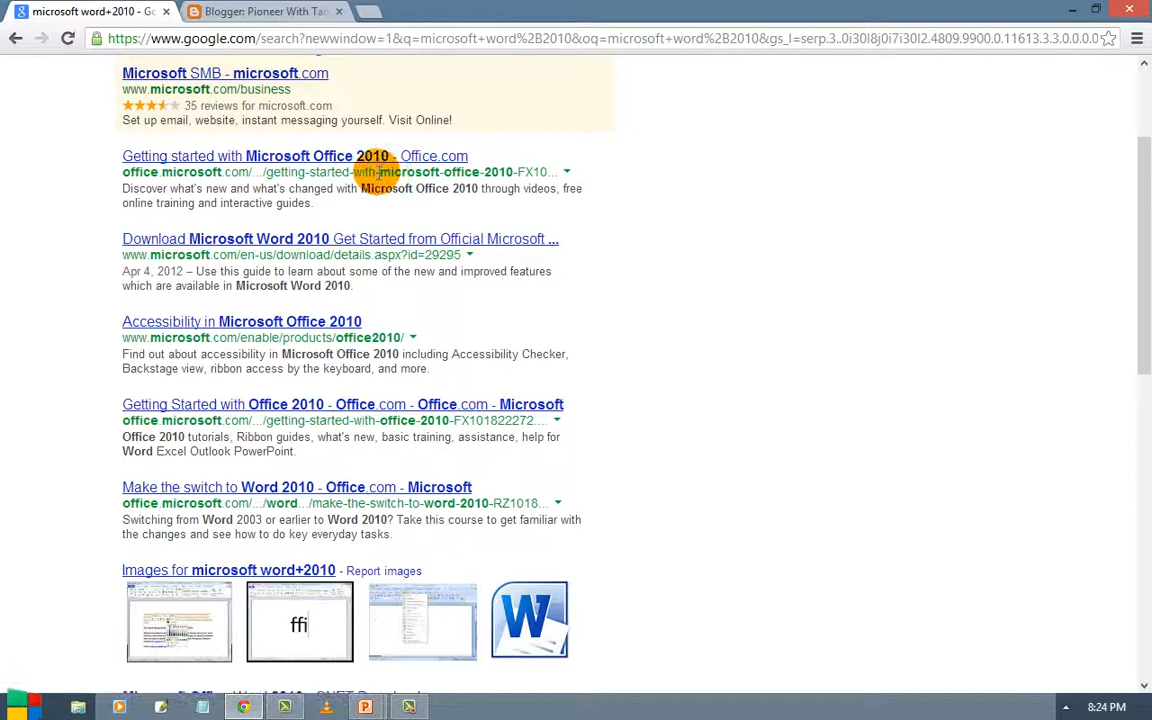 microsoft word+2010 - Go
Blogger: Pioneer With Ta
https://www.google.com/search?newwindow=1&q=microsoft+word%2B2010&oq=microsoft+word%2B2010&gs_l=serp.3..0i30l8j0i7i30l2.4809.9900.0.11613.3.3.0.0.0.0
Microsoft SMB - microsoft.com
www.microsoft.com/business
35 reviews for microsoft.com
Set up email, website, instant messaging yourself. Visit Online!
Getting started with Microsoft Office 2010 - Office.com
office.microsoft.com/.../getting-started-with-microsoft-office-2010-FX10...
Discover what's new and what's changed with Microsoft Office 2010 through videos, free
online training and interactive guides.
Download Microsoft Word 2010 Get Started from Official Microsoft ...
www.microsoft.com/en-us/download/details.aspx?id=29295
Apr 4, 2012 – Use this guide to learn about some of the new and improved features
which are available in Microsoft Word 2010.
Accessibility in Microsoft Office 2010
www.microsoft.com/enable/products/office2010/
Find out about accessibility in Microsoft Office 2010 including Accessibility Checker,
Backstage view, ribbon access by the keyboard, and more.
Getting Started with Office 2010 - Office.com - Office.com - Microsoft
office.microsoft.com/.../getting-started-with-office-2010-FX101822272....
Office 2010 tutorials, Ribbon guides, what's new, basic training, assistance, help for
Word Excel Outlook PowerPoint.
Make the switch to Word 2010 - Office.com - Microsoft
office.microsoft.com/.../word.../make-the-switch-to-word-2010-RZ1018...
Switching from Word 2003 or earlier to Word 2010? Take this course to get familiar with
the changes and see how to do key everyday tasks.
Images for microsoft word+2010 - Report images
ffi
W
8:24 PM